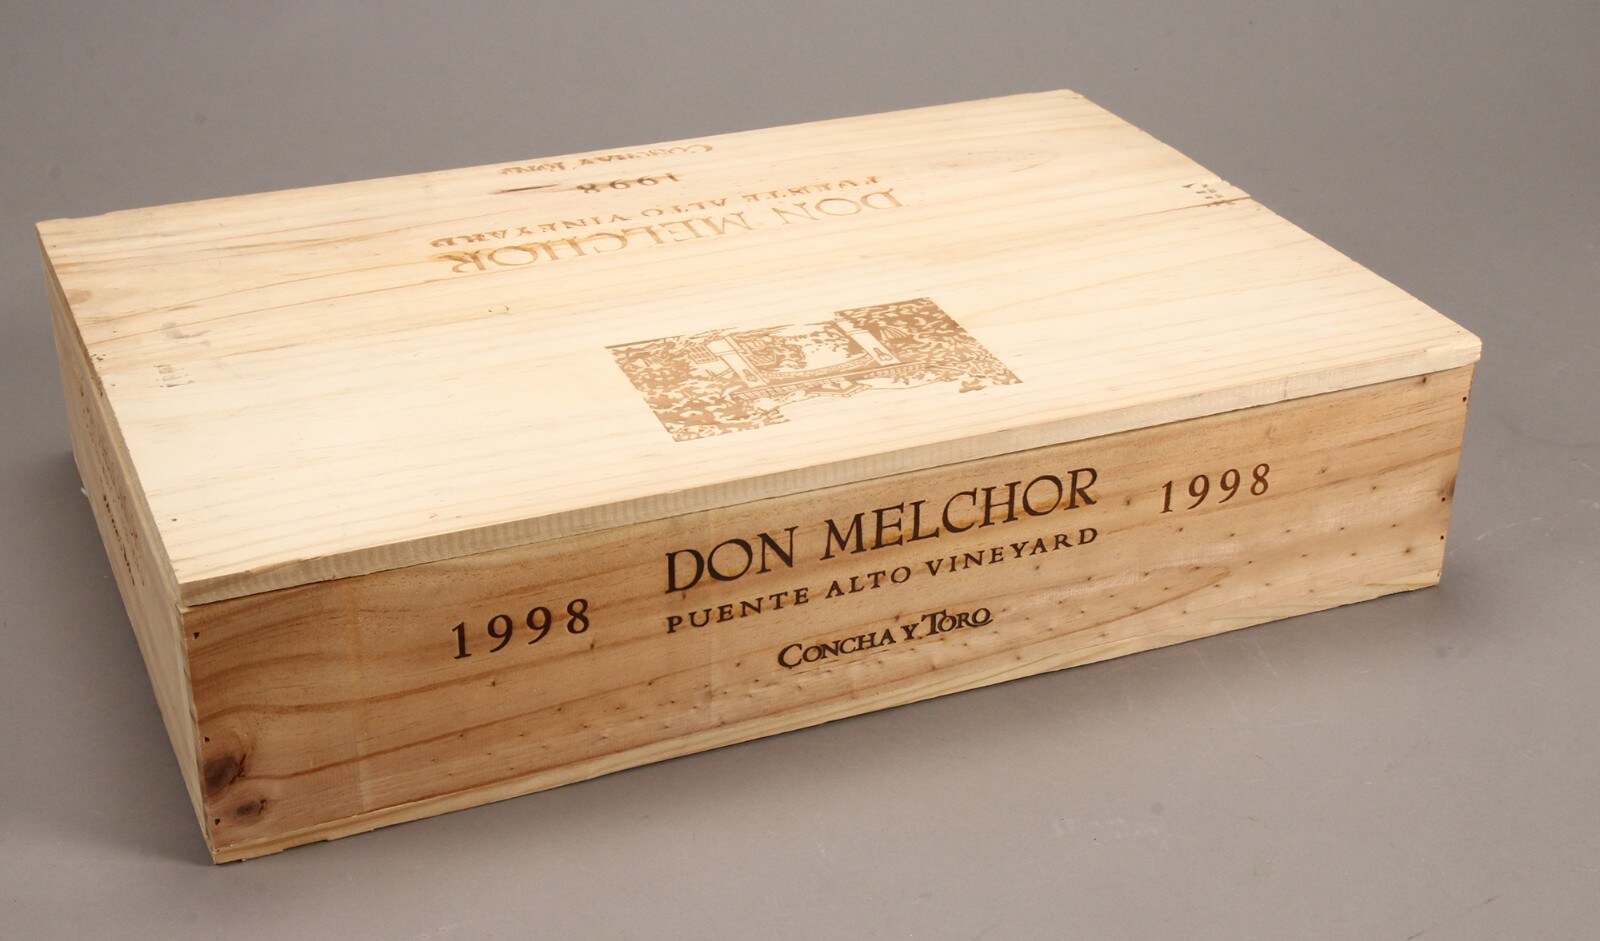 DON MELCHOR
PUENTE ALTO VINEYARD
1998
CONCHA Y TORO
1998 DON MELCHOR 1998
PUENTE ALTO VINEYARD
CONCHA Y TORO